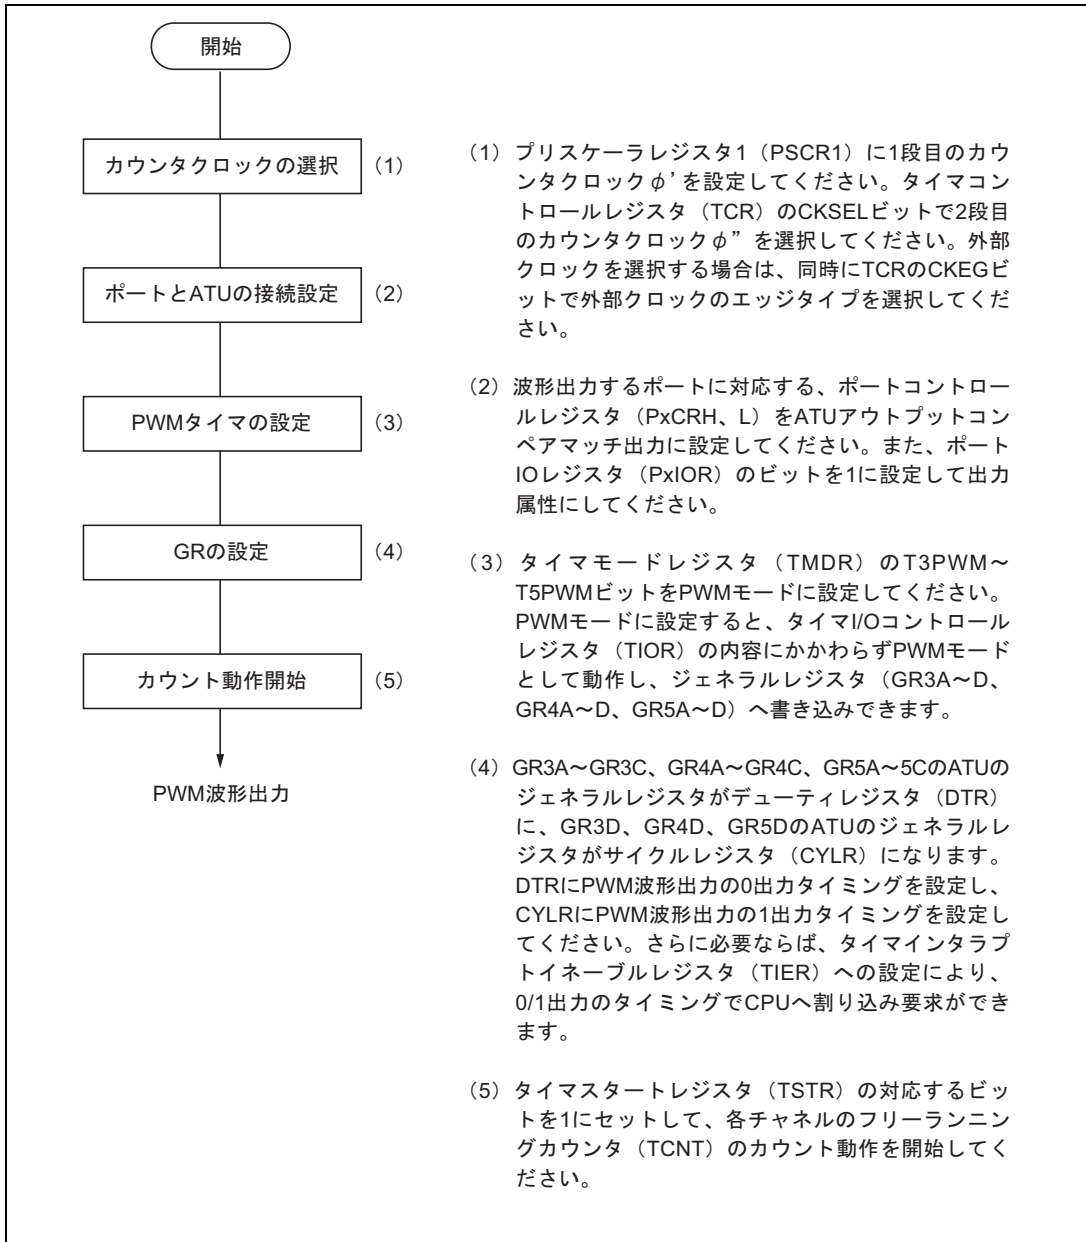 開始
カウンタクロックの選択 (1)
ポートとATUの接続設定 (2)
PWMタイマの設定 (3)
GRの設定 (4)
カウント動作開始 (5)
PWM波形出力
(1) プリスケーラレジスタ1（PSCR1）に1段目のカウ
ンタクロックφ’を設定してください。タイマコン
トロールレジスタ（TCR）のCKSELビットで2段目
のカウンタクロックφ”を選択してください。外部
クロックを選択する場合は、同時にTCRのCKEGビ
ットで外部クロックのエッジタイプを選択してくだ
さい。
(2) 波形出力するポートに対応する、ポートコントロー
ルレジスタ（PxCRH、L）をATUアウトプットコン
ペアマッチ出力に設定してください。また、ポート
IOレジスタ（PxIOR）のビットを1に設定して出力
属性にしてください。
(3) タイマモードレジスタ（TMDR）のT3PWM～
T5PWMビットをPWMモードに設定してください。
PWMモードに設定すると、タイマI/Oコントロール
レジスタ（TIOR）の内容にかかわらずPWMモード
として動作し、ジェネラルレジスタ（GR3A～D、
GR4A～D、GR5A～D）へ書き込みできます。
(4) GR3A～GR3C、GR4A～GR4C、GR5A～5CのATUの
ジェネラルレジスタがデューティレジスタ（DTR）
に、GR3D、GR4D、GR5DのATUのジェネラルレ
ジスタがサイクルレジスタ（CYLR）になります。
DTRにPWM波形出力の0出力タイミングを設定し、
CYLRにPWM波形出力の1出力タイミングを設定し
てください。さらに必要ならば、タイマインタラプ
トイネーブルレジスタ（TIER）への設定により、
0/1出力のタイミングでCPUへ割り込み要求ができ
ます。
(5) タイマスタートレジスタ（TSTR）の対応するビッ
トを1にセットして、各チャネルのフリーランニン
グカウンタ（TCNT）のカウント動作を開始してく
ださい。